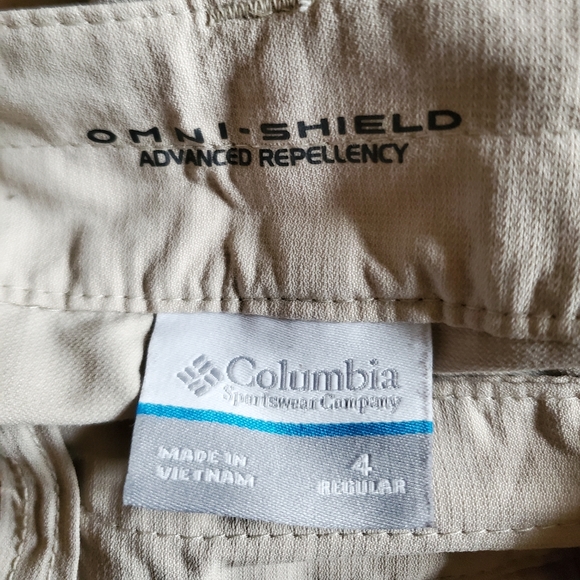 OMNI-SHIELD
ADVANCED REPELLENCY
Columbia
Sportswear Company
MADE IN
VIETNAM
4
REGULAR